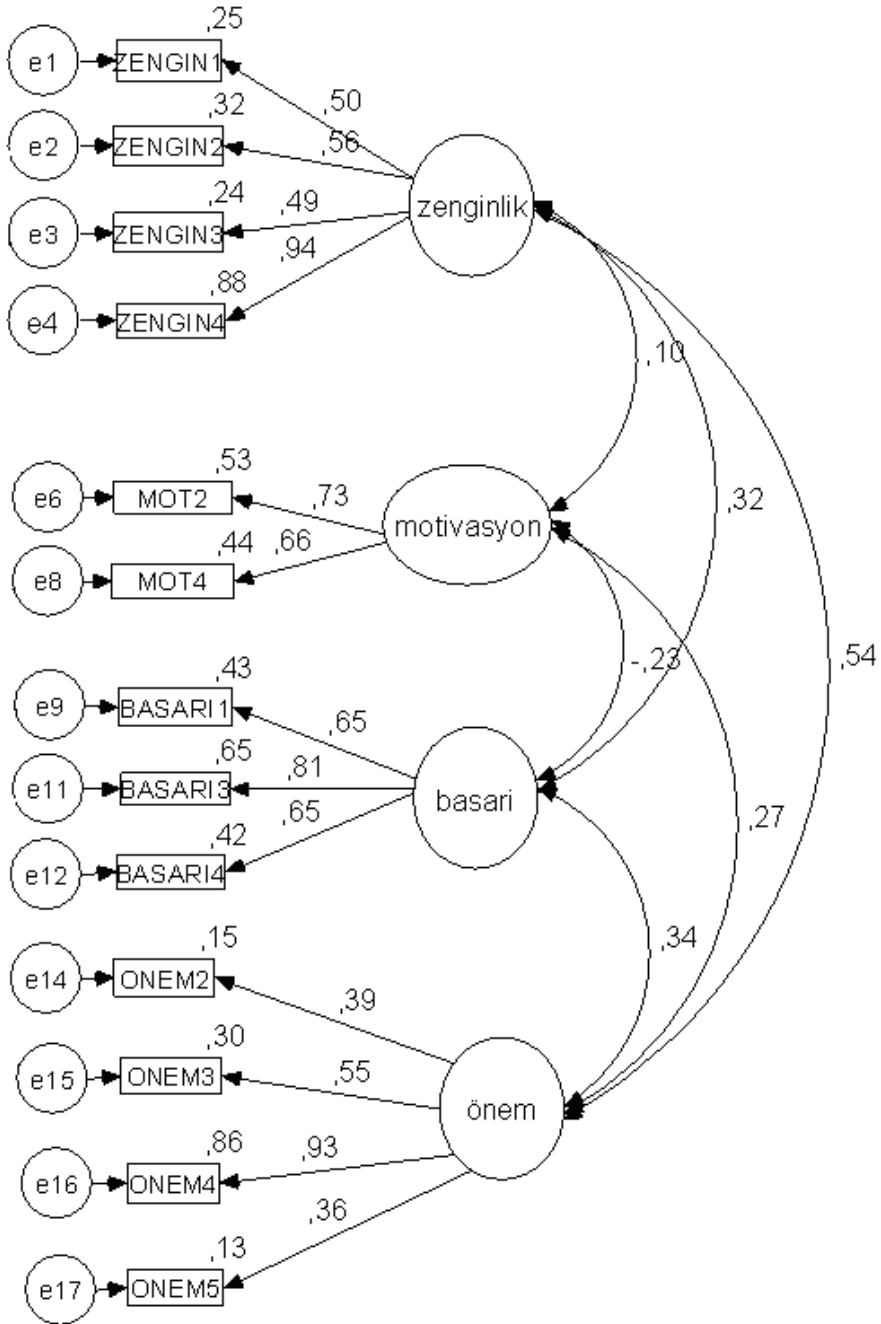 ,25
e1
ZENGIN1
,50
,32
e2
ZENGIN2
,56
,24
e3
ZENGIN3
,49
zenginlik
,94
,88
e4
ZENGIN4
,10
,53
e6
MOT2
,73
motivasyon
,32
,44
,66
e8
MOT4
-,23
,54
,43
e9
BASARI1
,65
,65
e11
BASARI3
,81
basari
,65
,27
,42
e12
BASARI4
,15
e14
ONEM2
,39
,34
,30
e15
ONEM3
,55
önem
,86
e16
ONEM4
,93
,36
,13
e17
ONEM5